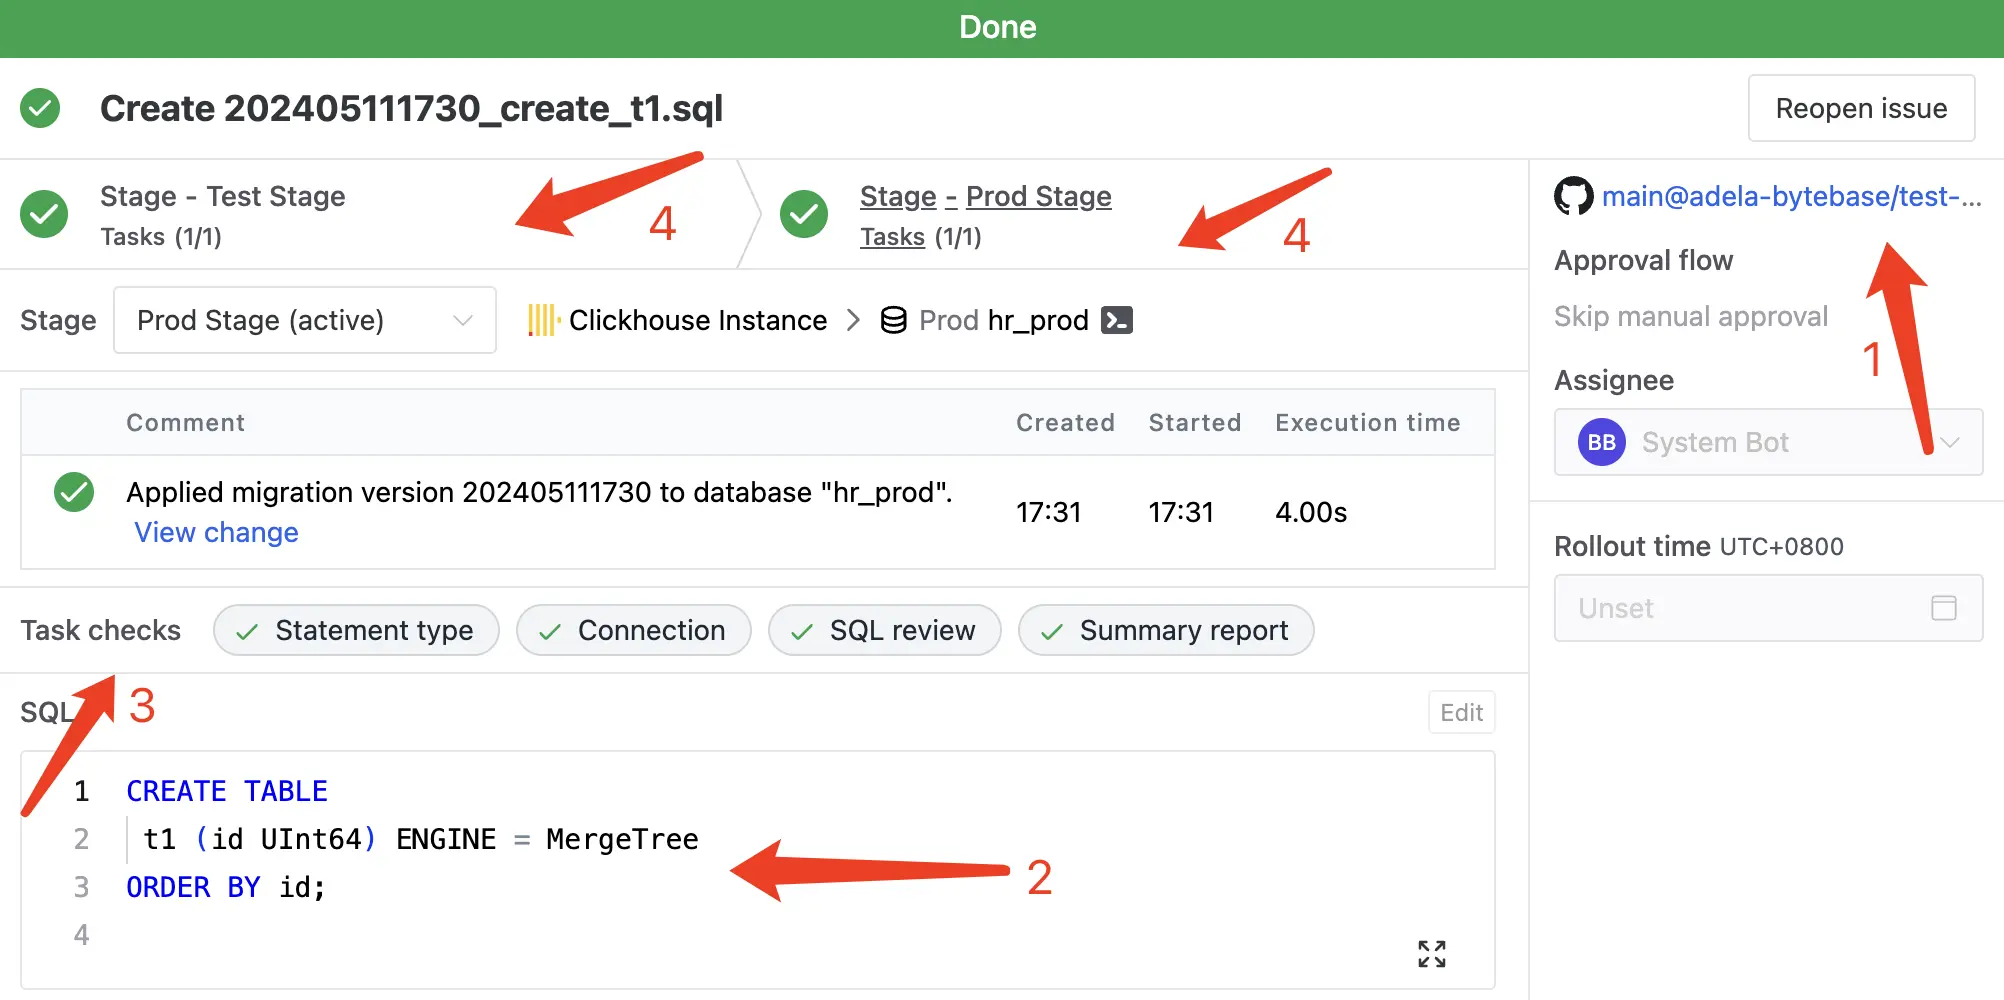 Done
Create 202405111730_create_t1.sql
Reopen issue
Stage - Test Stage
Tasks (1/1)
4
Stage - Prod Stage
Tasks (1/1)
4
main@adela-bytebase/test-...
Approval flow
Skip manual approval
1
Assignee
BB System Bot
Rollout time UTC+0800
Unset
Stage Prod Stage (active) Clickhouse Instance > Prod hr_prod
Comment Created Started Execution time
Applied migration version 202405111730 to database "hr_prod". 17:31 17:31 4.00s
View change
Task checks Statement type Connection SQL review Summary report
3
SQL Edit
1 CREATE TABLE
2 t1 (id UInt64) ENGINE = MergeTree
3 ORDER BY id;
4
2